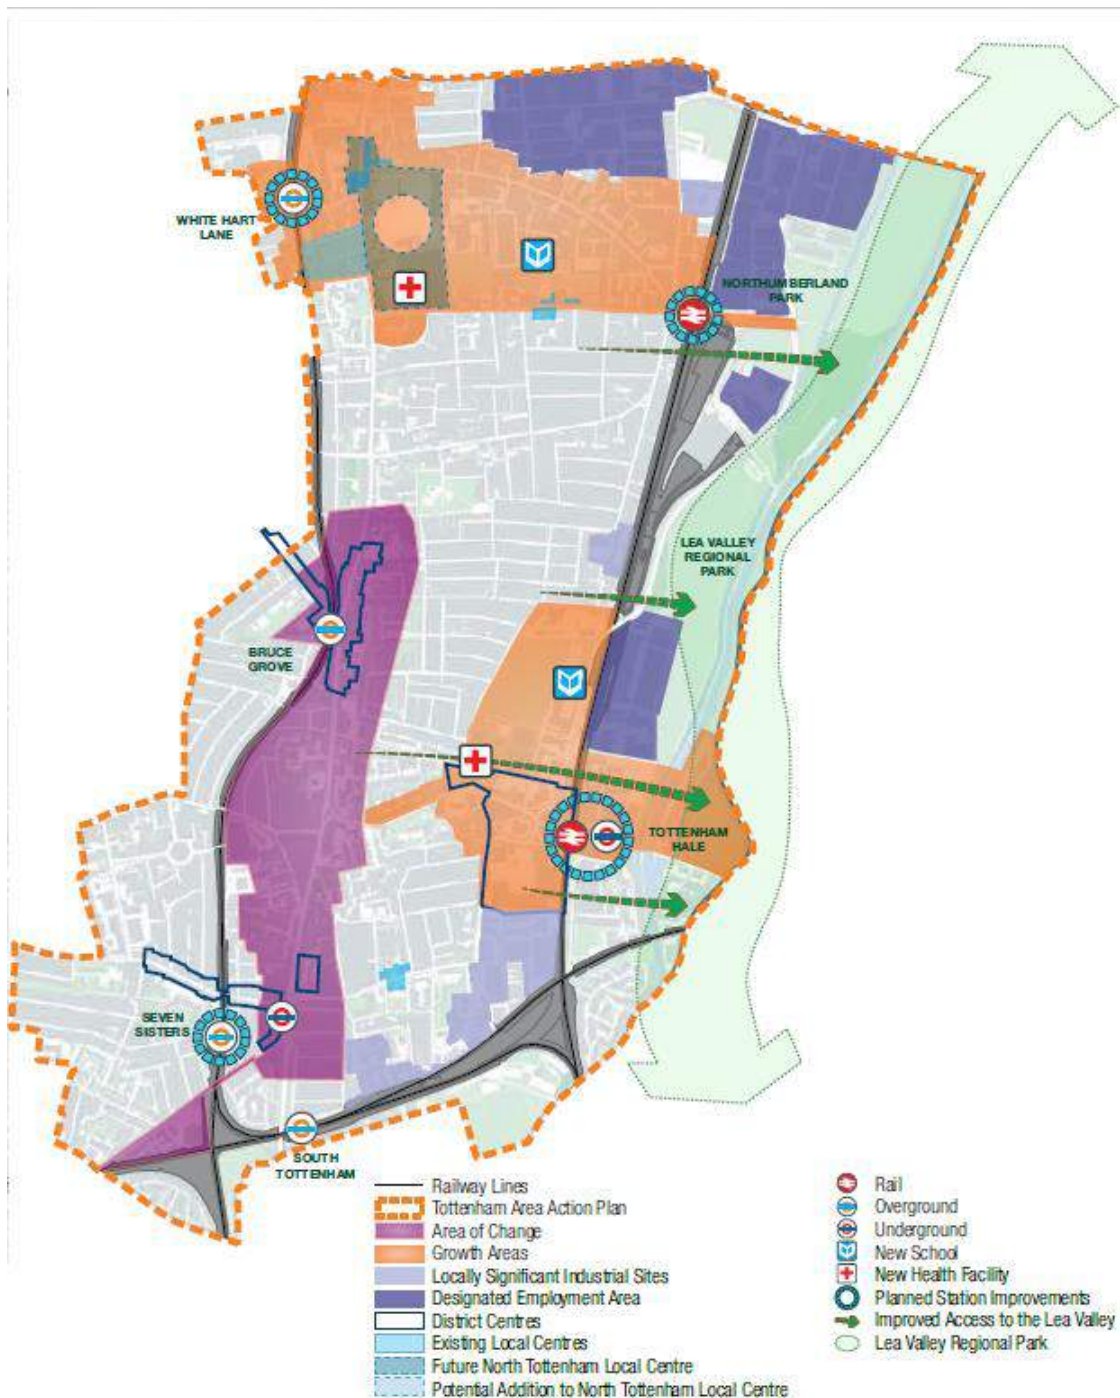 WHITE HART
LANE
NORTHUMBERLAND
PARK
LEA VALLEY
REGIONAL
PARK
BRUCE
GROVE
TOTTENHAM
HALE
SEVEN
SISTERS
SOUTH
TOTTENHAM
Railway Lines
Tottenham Area Action Plan
Area of Change
Growth Areas
Locally Significant Industrial Sites
Designated Employment Area
District Centres
Existing Local Centres
Future North Tottenham Local Centre
Potential Addition to North Tottenham Local Centre
Rail
Overground
Underground
New School
New Health Facility
Planned Station Improvements
Improved Access to the Lea Valley
Lea Valley Regional Park